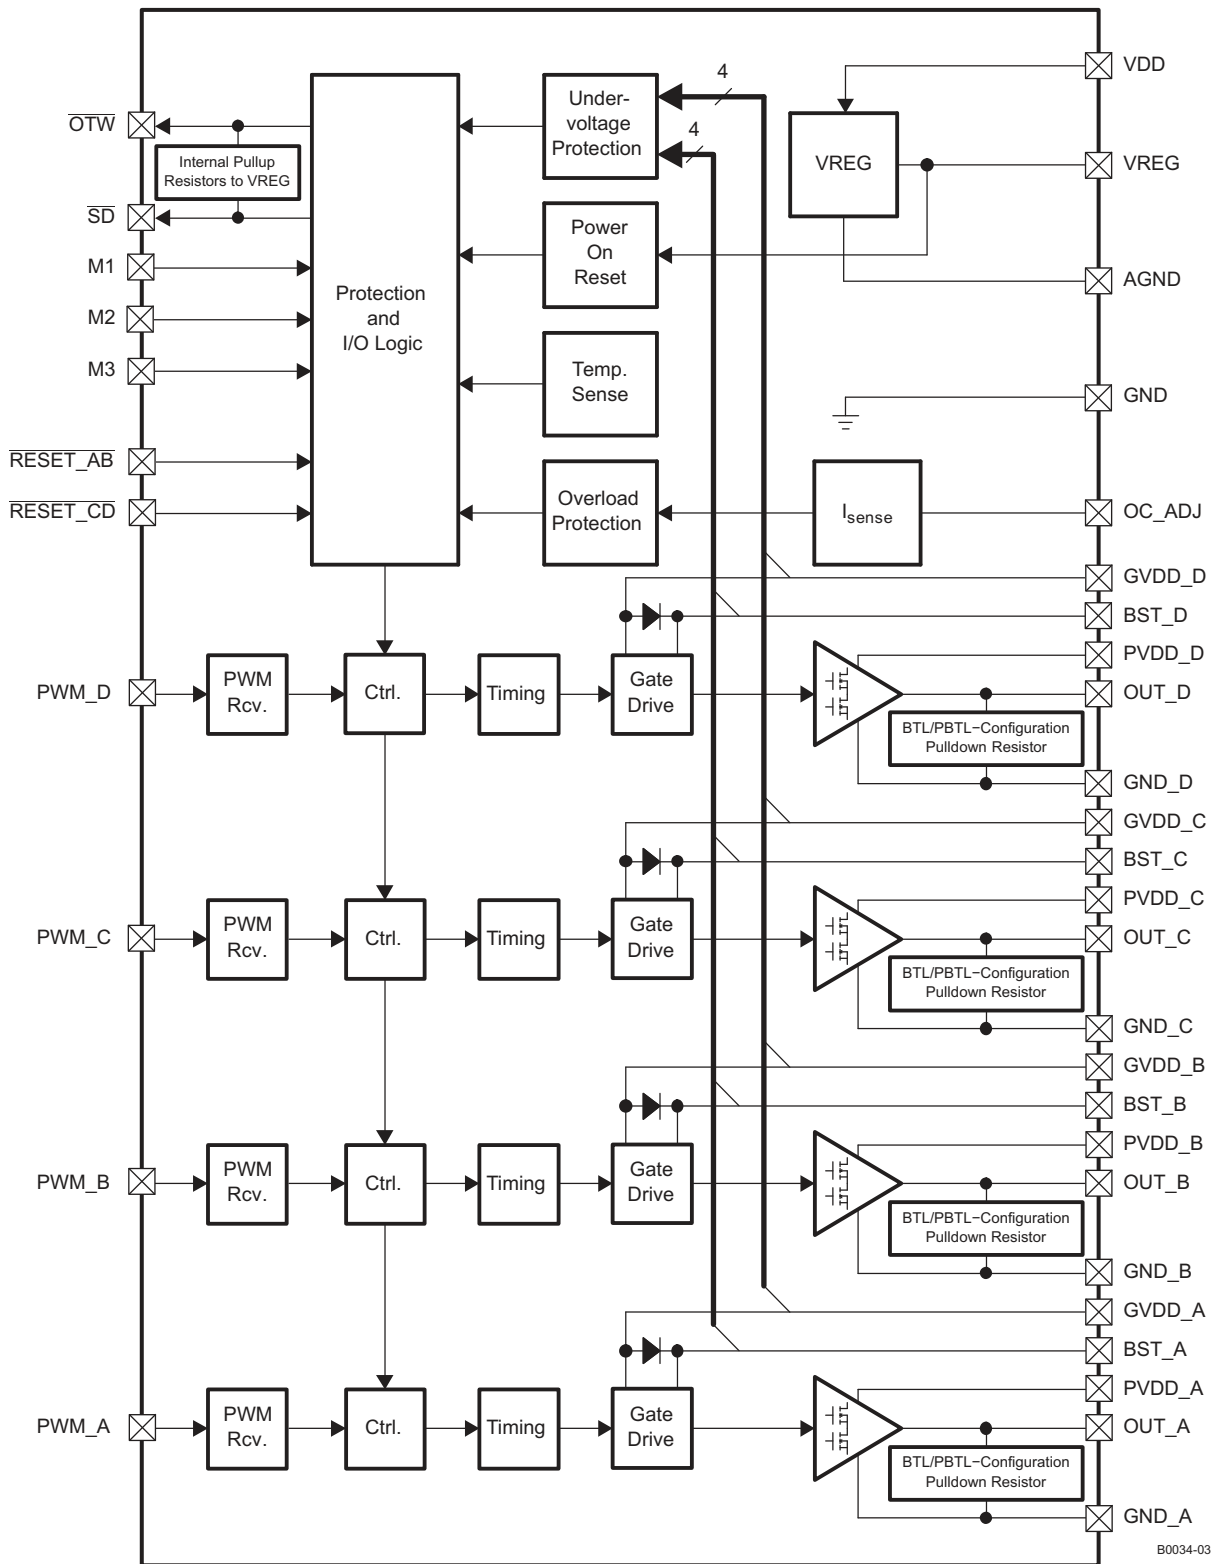 4
VDD
OTW
Under-
voltage
Protection
4
Internal Pullup
Resistors to VREG
VREG
VREG
SD
M1
Power
On
Reset
AGND
M2
Protection
and
I/O Logic
M3
Temp.
Sense
GND
RESET_AB
RESET_CD
Overload
Protection
Isense
OC_ADJ
GVDD_D
BST_D
PVDD_D
PWM_D
PWM
Rcv.
Ctrl.
Timing
Gate
Drive
OUT_D
BTL/PBTL−Configuration
Pulldown Resistor
GND_D
GVDD_C
BST_C
PVDD_C
PWM_C
PWM
Rcv.
Ctrl.
Timing
Gate
Drive
OUT_C
BTL/PBTL−Configuration
Pulldown Resistor
GND_C
GVDD_B
BST_B
PVDD_B
PWM_B
PWM
Rcv.
Ctrl.
Timing
Gate
Drive
OUT_B
BTL/PBTL−Configuration
Pulldown Resistor
GND_B
GVDD_A
BST_A
PVDD_A
PWM_A
PWM
Rcv.
Ctrl.
Timing
Gate
Drive
OUT_A
BTL/PBTL−Configuration
Pulldown Resistor
GND_A
B0034-03